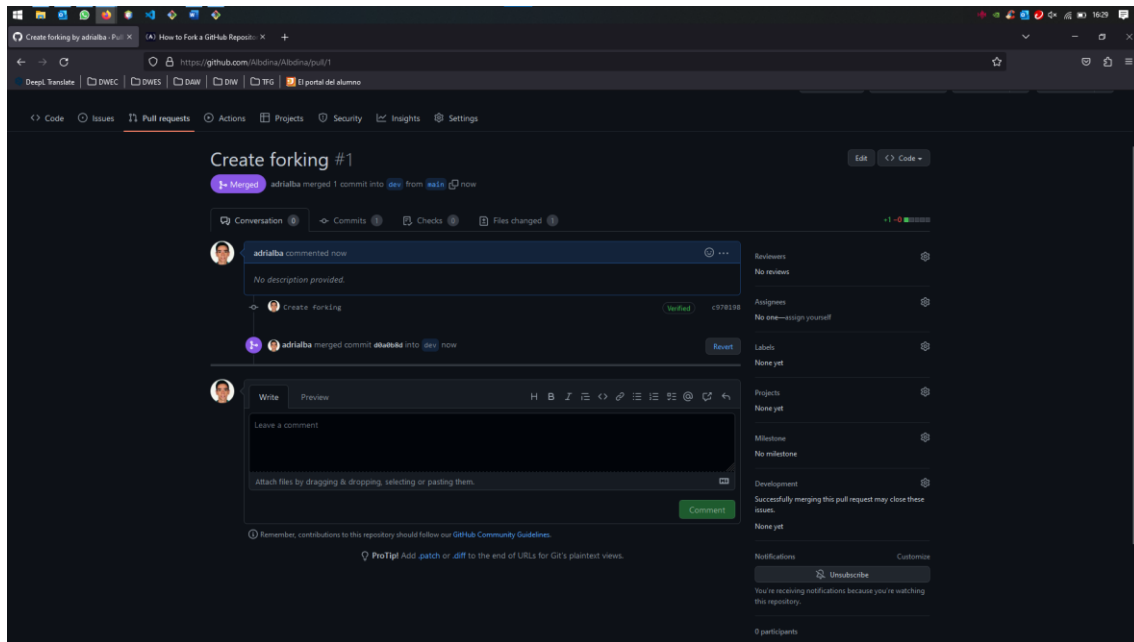 16:29
Create forking by adrialba · Pull
How to Fork a GitHub Reposito
https://github.com/Albdina/Albdina/pull/1
DeepL Translate DWEC DWES DAW DIW TFG El portal del alumno
Code Issues Pull requests Actions Projects Security Insights Settings
Create forking #1
Edit Code
Merged adrialba merged 1 commit into dev from main now
Conversation 0 Commits 1 Checks 0 Files changed 1
+1 −0
adrialba commented now
No description provided.
Create forking Verified c970198
adrialba merged commit d0a0b8d into dev now Revert
Write Preview
Leave a comment
Attach files by dragging & dropping, selecting or pasting them.
Comment
Remember, contributions to this repository should follow our GitHub Community Guidelines.
ProTip! Add .patch or .diff to the end of URLs for Git's plaintext views.
Reviewers
No reviews
Assignees
No one—assign yourself
Labels
None yet
Projects
None yet
Milestone
No milestone
Development
Successfully merging this pull request may close these
issues.
None yet
Notifications Customize
Unsubscribe
You're receiving notifications because you're watching
this repository.
0 participants